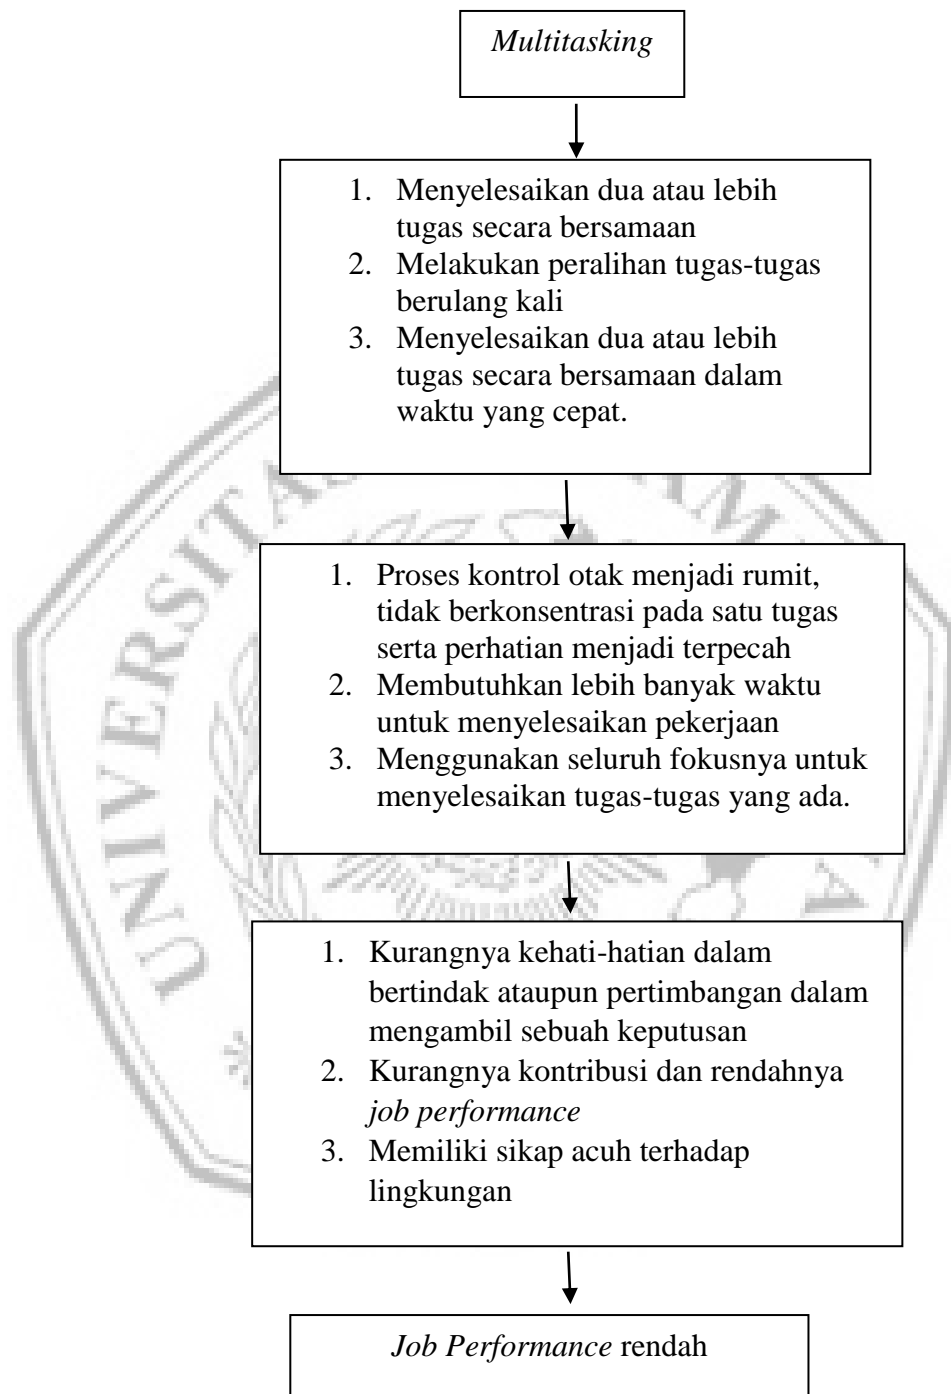 Multitasking
1. Menyelesaikan dua atau lebih
tugas secara bersamaan
2. Melakukan peralihan tugas-tugas
berulang kali
3. Menyelesaikan dua atau lebih
tugas secara bersamaan dalam
waktu yang cepat.
1. Proses kontrol otak menjadi rumit,
tidak berkonsentrasi pada satu tugas
serta perhatian menjadi terpecah
2. Membutuhkan lebih banyak waktu
untuk menyelesaikan pekerjaan
3. Menggunakan seluruh fokusnya untuk
menyelesaikan tugas-tugas yang ada.
1. Kurangnya kehati-hatian dalam
bertindak ataupun pertimbangan dalam
mengambil sebuah keputusan
2. Kurangnya kontribusi dan rendahnya
job performance
3. Memiliki sikap acuh terhadap
lingkungan
Job Performance rendah
UNIVERSITAS